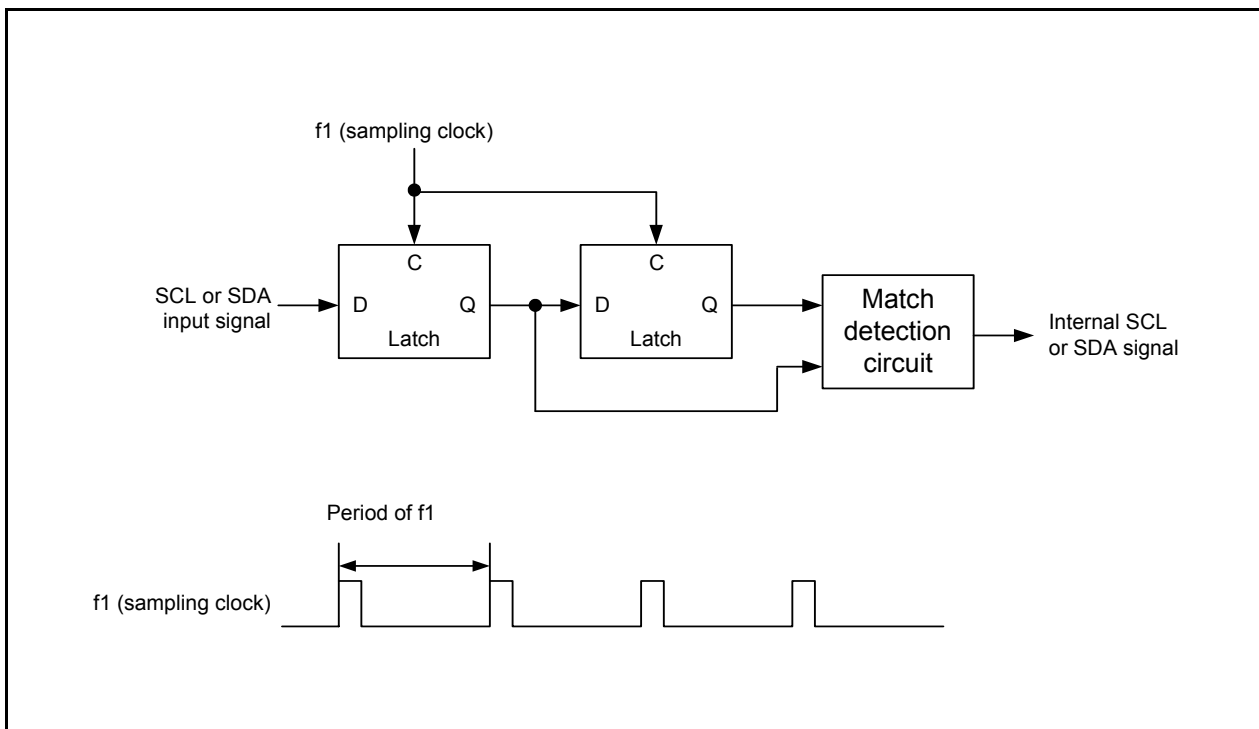 f1 (sampling clock)
C
C
SCL or SDA
input signal
D
Q
D
Q
Latch
Latch
Match
detection
circuit
Internal SCL
or SDA signal
Period of f1
f1 (sampling clock)